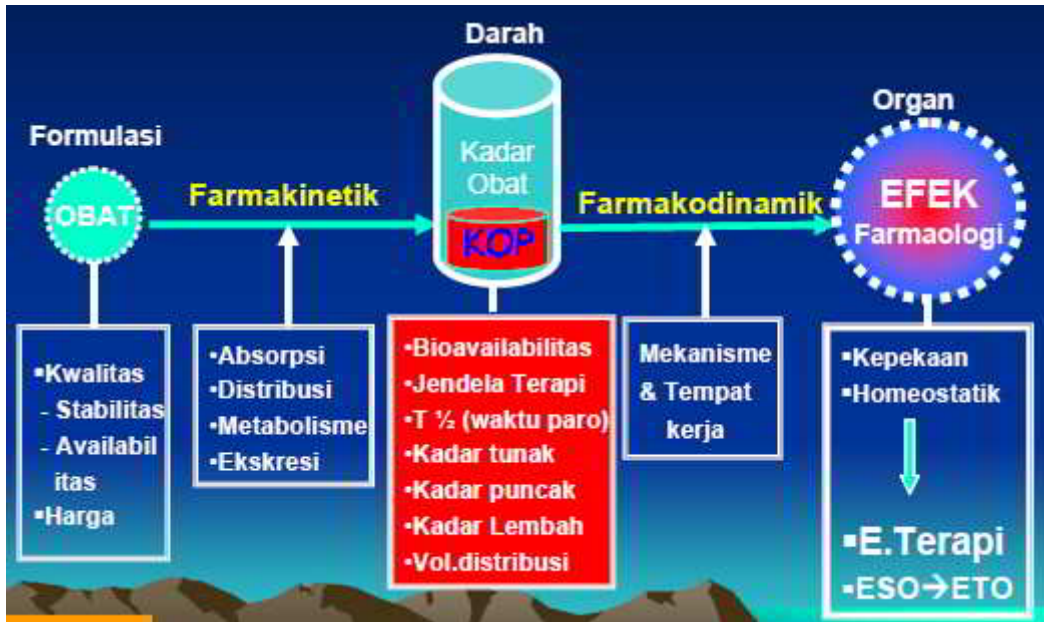 Darah
Organ
Formulasi
Kadar
Obat
OBAT
Farmakinetik
KOP
Farmakodinamik
EFEK
Farmaologi
▪Kwalitas
- Stabilitas
- Availabil
itas
▪Harga
•Absorpsi
•Distribusi
•Metabolisme
•Ekskresi
•Bioavailabilitas
•Jendela Terapi
•T ½ (waktu paro)
•Kadar tunak
•Kadar puncak
•Kadar Lembah
•Vol.distribusi
Mekanisme
& Tempat
kerja
▪Kepekaan
▪Homeostatik
▪E.Terapi
▪ESO→ETO